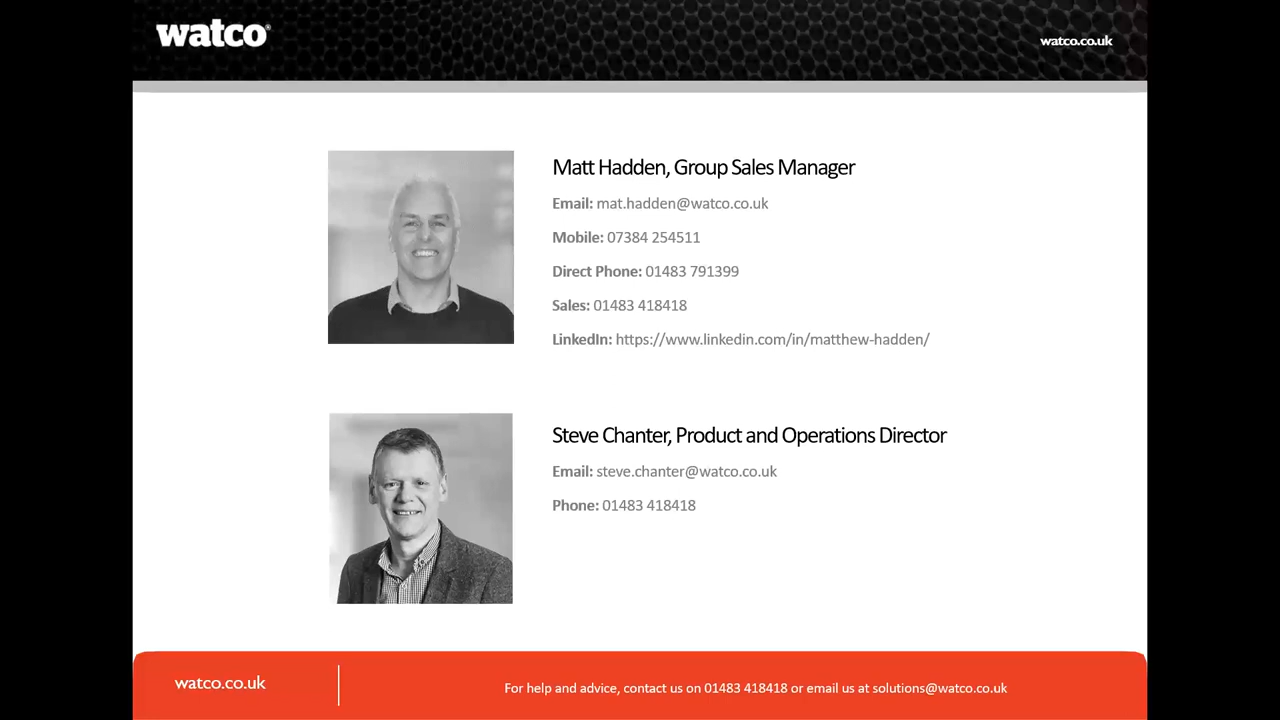 watco®
watco.co.uk
Matt Hadden, Group Sales Manager
Email: mat.hadden@watco.co.uk
Mobile: 07384 254511
Direct Phone: 01483 791399
Sales: 01483 418418
LinkedIn: https://www.linkedin.com/in/matthew-hadden/
Steve Chanter, Product and Operations Director
Email: steve.chanter@watco.co.uk
Phone: 01483 418418
watco.co.uk
For help and advice, contact us on 01483 418418 or email us at solutions@watco.co.uk